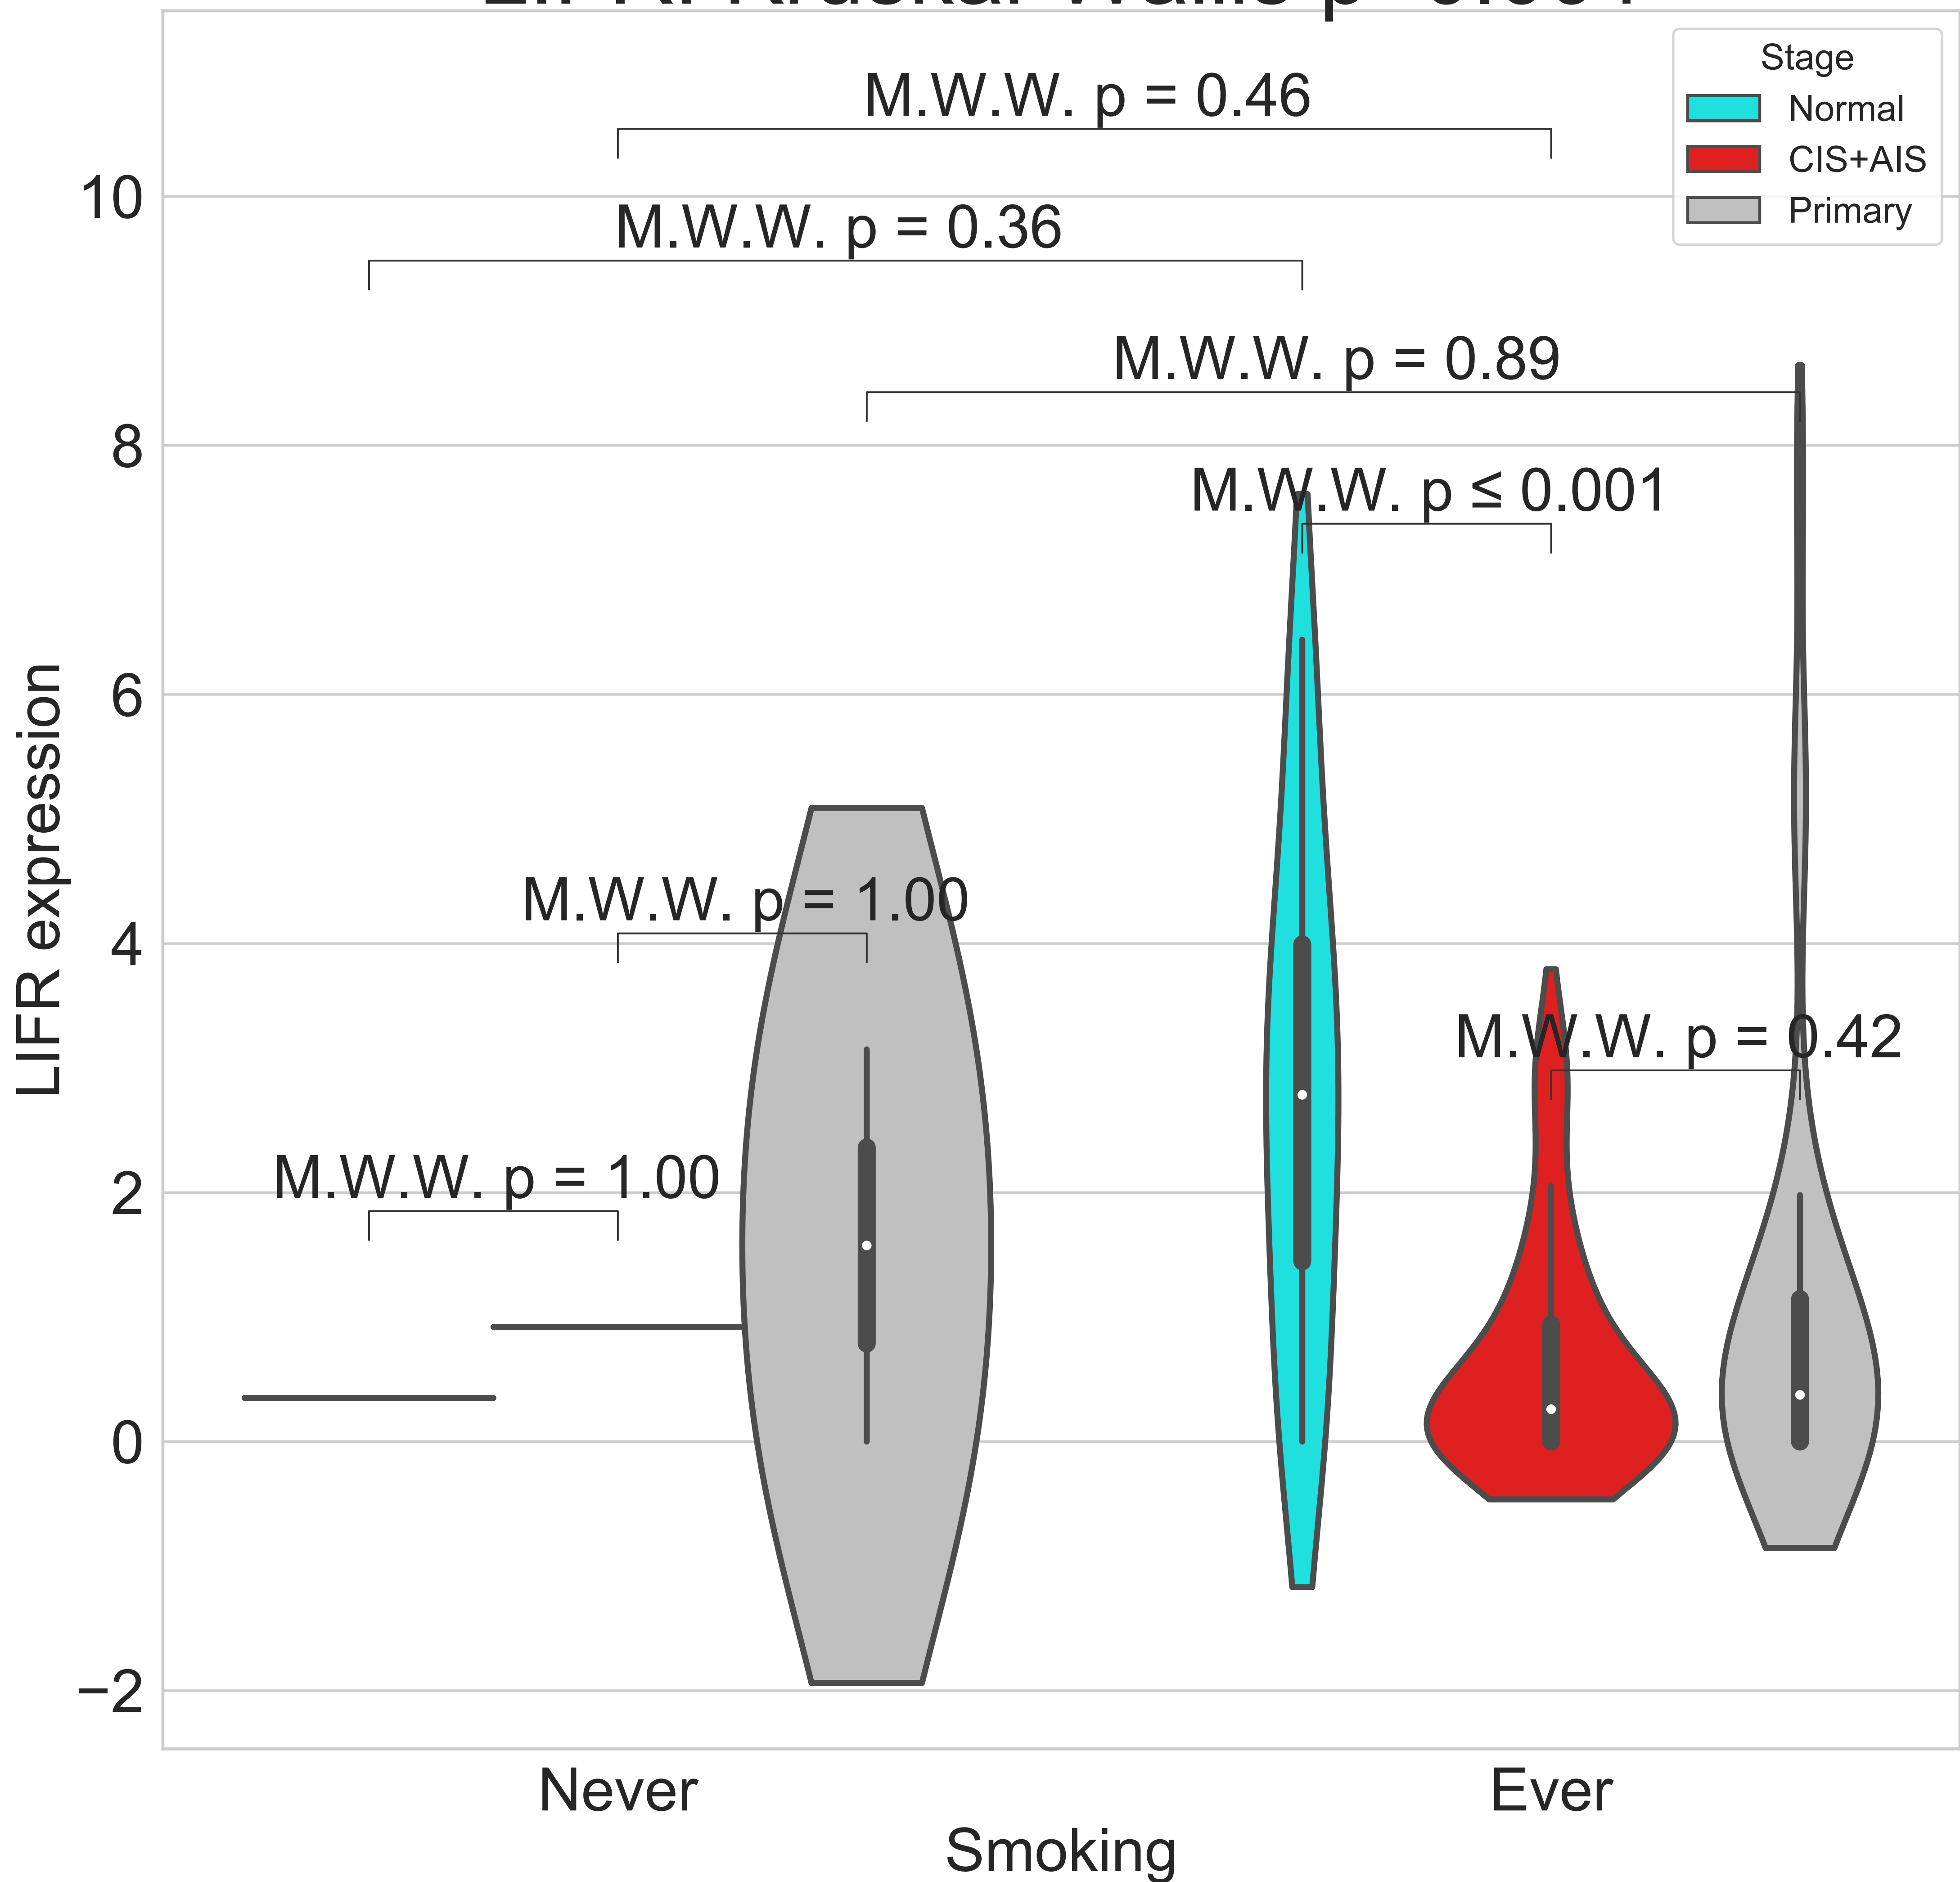 Stage
Normal
CIS+AIS
Primary
M.W.W. p = 0.46
M.W.W. p = 0.36
M.W.W. p = 0.89
M.W.W. p ≤ 0.001
M.W.W. p = 1.00
M.W.W. p = 0.42
M.W.W. p = 1.00
10
8
6
4
2
0
−2
LIFR expression
Never
Ever
Smoking